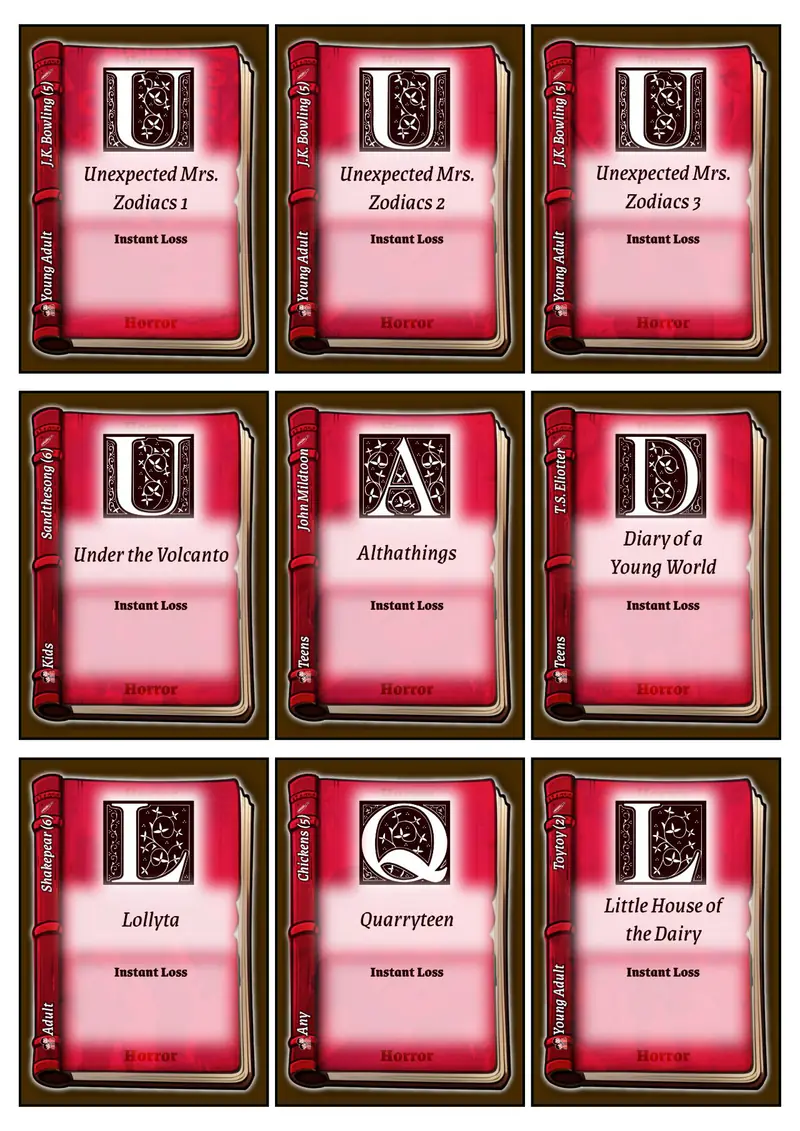 J.K. Bowling (5)
Young Adult
U
Unexpected Mrs.
Zodiacs 1
Instant Loss
Horror
J.K. Bowling (5)
Young Adult
U
Unexpected Mrs.
Zodiacs 2
Instant Loss
Horror
J.K. Bowling (5)
Young Adult
U
Unexpected Mrs.
Zodiacs 3
Instant Loss
Horror
Sandthesong (6)
Kids
U
Under the Volcanto
Instant Loss
Horror
John Mildtoon
Teens
A
Althathings
Instant Loss
Horror
T.S. Eliotter
Teens
D
Diary of a
Young World
Instant Loss
Horror
Shakepear (6)
Adult
L
Lollyta
Instant Loss
Horror
Chickens (5)
Any
Q
Quarryteen
Instant Loss
Horror
Toytoy (2)
Young Adult
L
Little House of
the Dairy
Instant Loss
Horror